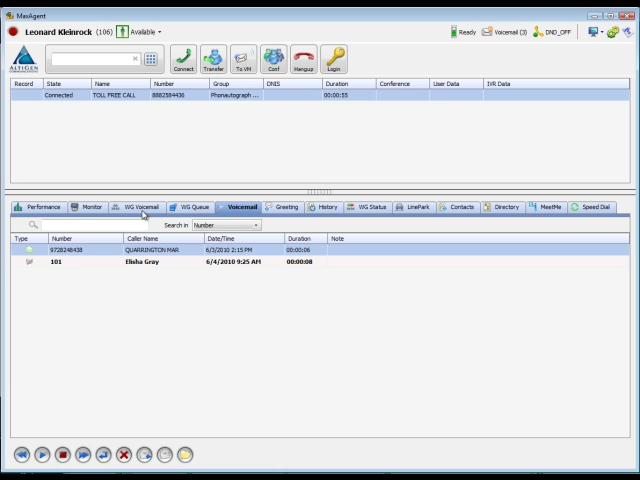 MaxAgent
Leonard Kleinrock (106) Available
Ready Voicemail (3) DND_OFF
ALTIGEN
Connect Transfer To VM Conf Hangup Login
Record State Name Number Group DNIS Duration Conference User Data IVR Data
Connected TOLL FREE CALL 8882584436 Phonautograph ... 00:00:55
Performance Monitor WG Voicemail WG Queue Voicemail Greeting History WG Status LinePark Contacts Directory MeetMe Speed Dial
Search in Number
Type Number Caller Name Date/Time Duration Note
9728248438 QUARRINGTON MAR 6/3/2010 2:15 PM 00:00:06
101 Elisha Gray 6/4/2010 9:25 AM 00:00:08